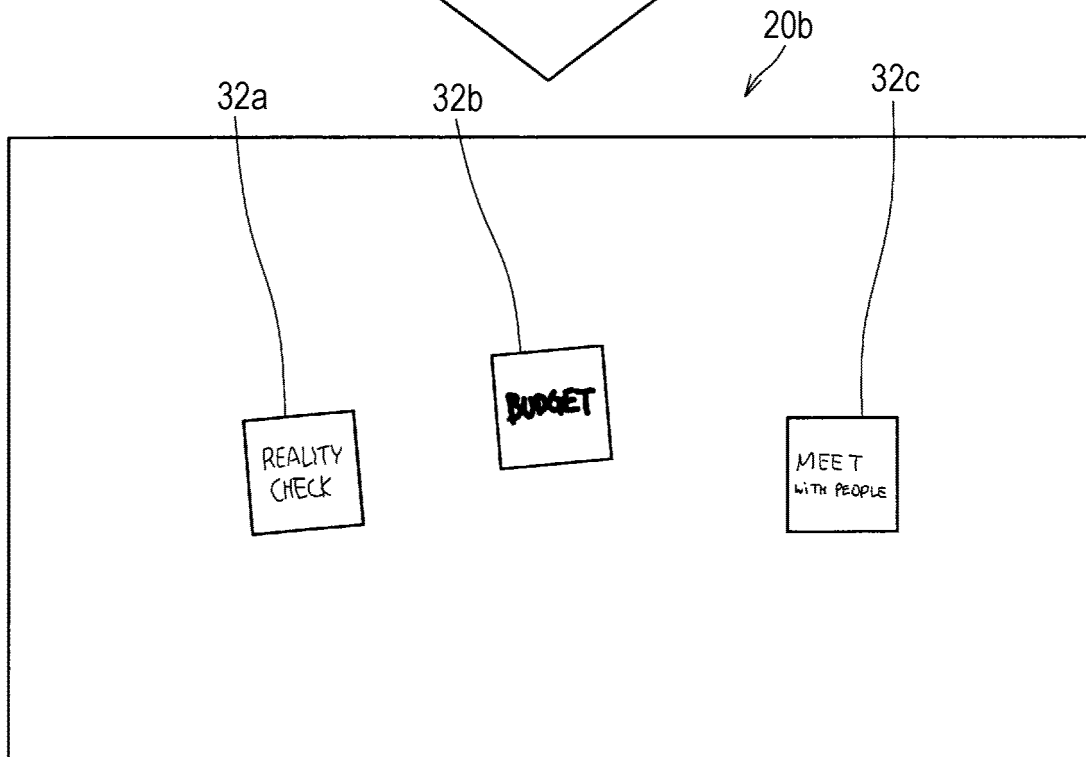 20b
32a
32b
32c
BUDGET
REALITY
CHECK
MEET
WiTH PEOPLE